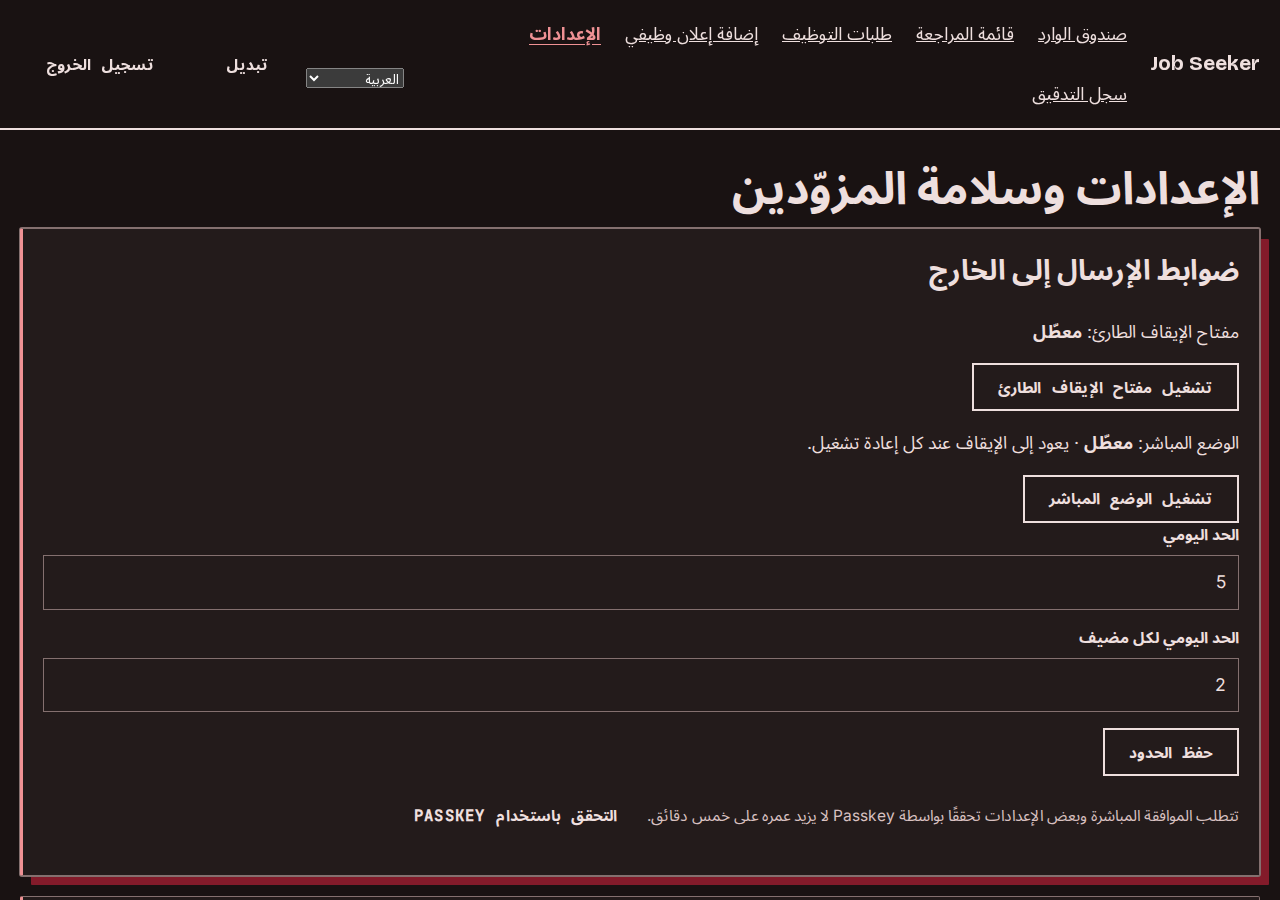 Job Seeker
صندوق الوارد
قائمة المراجعة
طلبات التوظيف
إضافة إعلان وظيفي
الإعدادات
سجل التدقيق
العربية
تبديل
تسجيل الخروج
الإعدادات وسلامة المزوّدين
ضوابط الإرسال إلى الخارج
مفتاح الإيقاف الطارئ: معطّل
تشغيل مفتاح الإيقاف الطارئ
الوضع المباشر: معطّل · يعود إلى الإيقاف عند كل إعادة تشغيل.
تشغيل الوضع المباشر
الحد اليومي
5
الحد اليومي لكل مضيف
2
حفظ الحدود
تتطلب الموافقة المباشرة وبعض الإعدادات تحققًا بواسطة Passkey لا يزيد عمره على خمس دقائق.
التحقق باستخدام PASSKEY